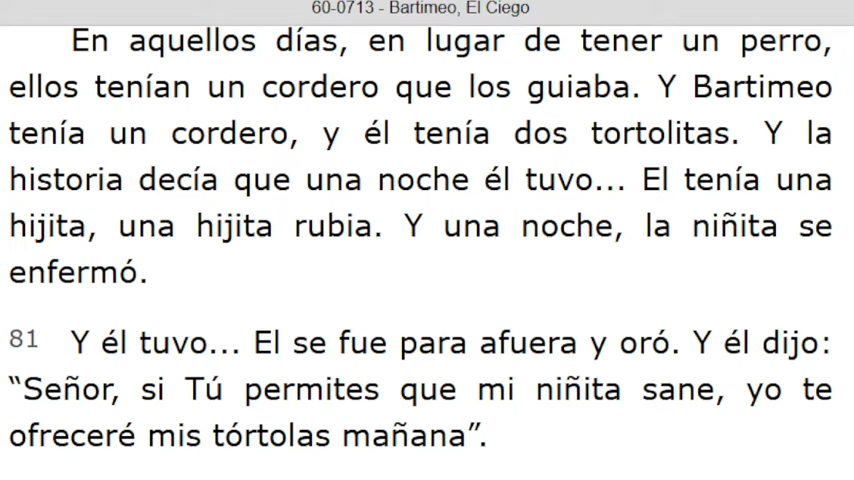 60-0713 - Bartimeo, El Ciego
En aquellos días, en lugar de tener un perro,
ellos tenían un cordero que los guiaba. Y Bartimeo
tenía un cordero, y él tenía dos tortolitas. Y la
historia decía que una noche él tuvo... El tenía una
hijita, una hijita rubia. Y una noche, la niñita se
enfermó.
81 Y él tuvo... El se fue para afuera y oró. Y él dijo:
“Señor, si Tú permites que mi niñita sane, yo te
ofreceré mis tórtolas mañana”.